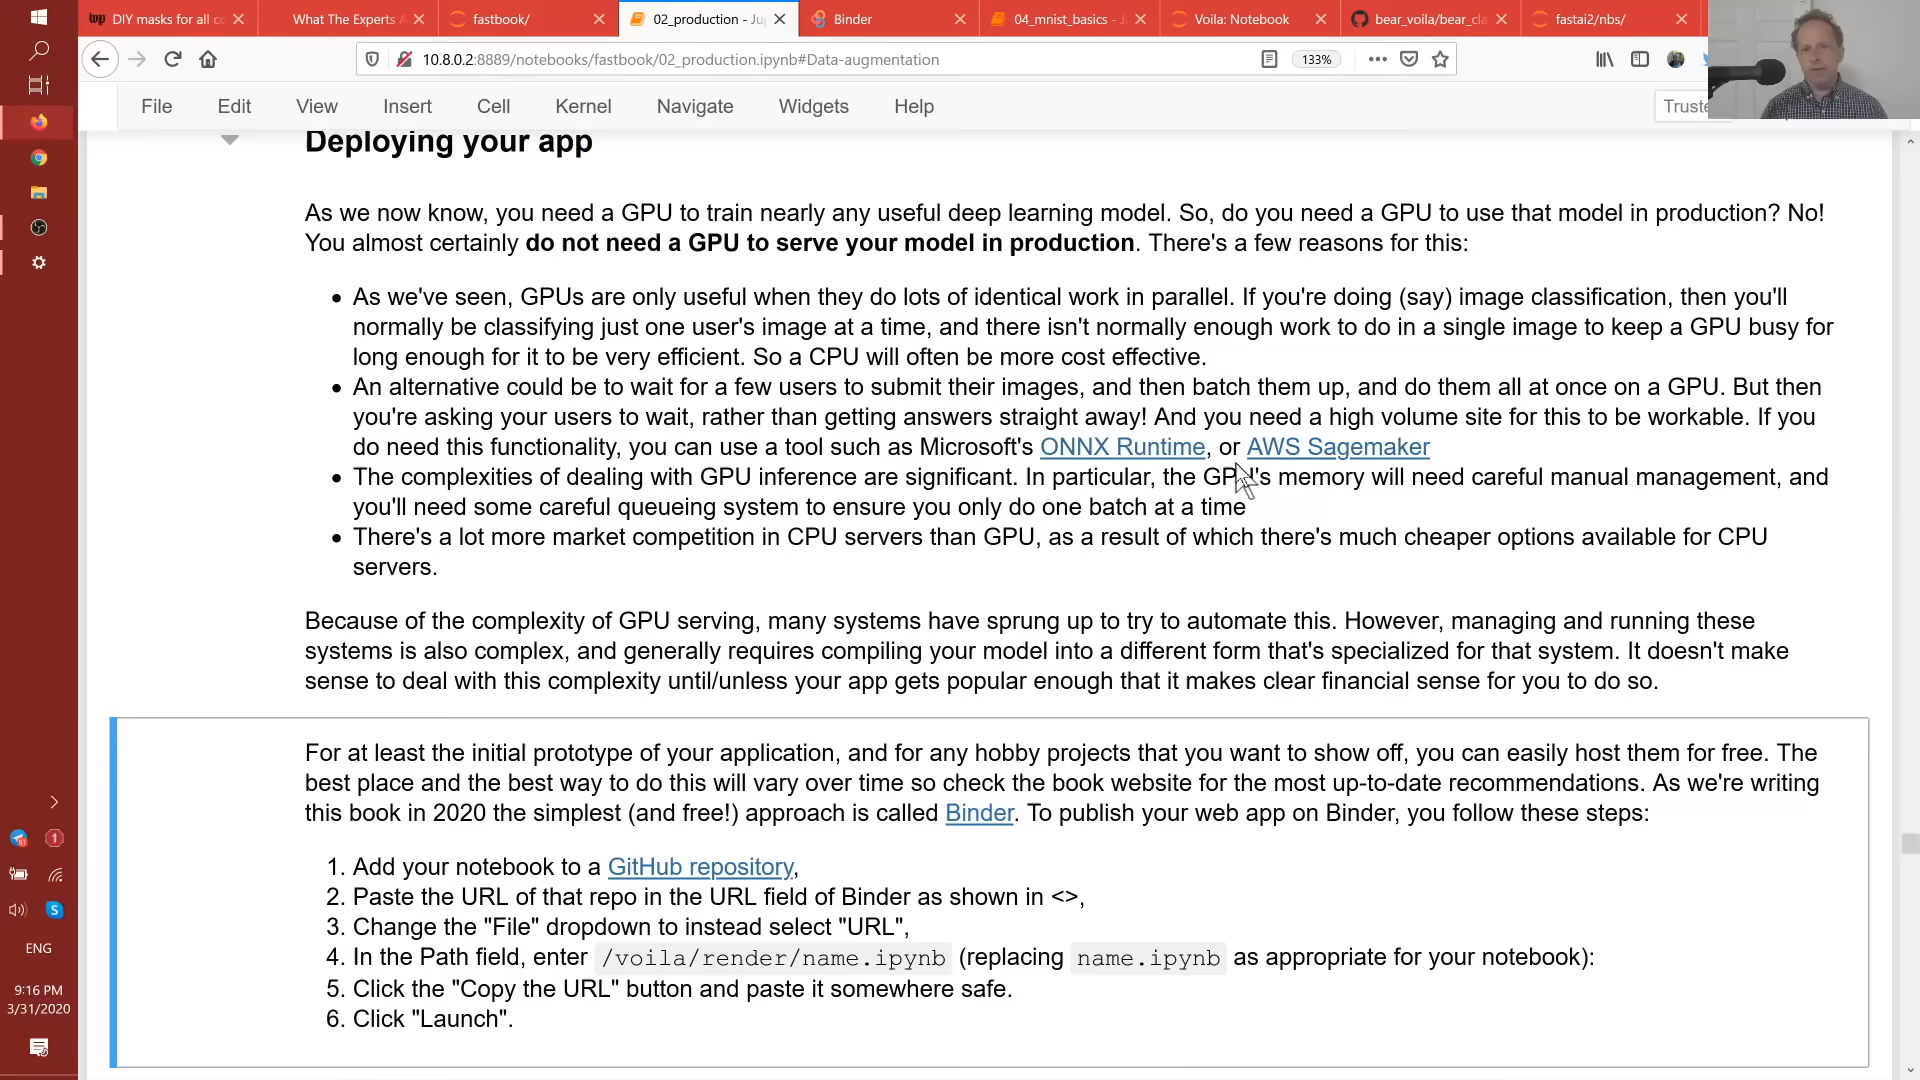 DIY masks for all co
What The Experts A
fastbook/
02_production - Ju
Binder
04_mnist_basics - J
Voila: Notebook
bear_voila/bear_cla
fastai2/nbs/
10.8.0.2:8889/notebooks/fastbook/02_production.ipynb#Data-augmentation
133%
File Edit View Insert Cell Kernel Navigate Widgets Help
Truste
Deploying your app
As we now know, you need a GPU to train nearly any useful deep learning model. So, do you need a GPU to use that model in production? No!
You almost certainly do not need a GPU to serve your model in production. There's a few reasons for this:
• As we've seen, GPUs are only useful when they do lots of identical work in parallel. If you're doing (say) image classification, then you'll
normally be classifying just one user's image at a time, and there isn't normally enough work to do in a single image to keep a GPU busy for
long enough for it to be very efficient. So a CPU will often be more cost effective.
• An alternative could be to wait for a few users to submit their images, and then batch them up, and do them all at once on a GPU. But then
you're asking your users to wait, rather than getting answers straight away! And you need a high volume site for this to be workable. If you
do need this functionality, you can use a tool such as Microsoft's ONNX Runtime, or AWS Sagemaker
• The complexities of dealing with GPU inference are significant. In particular, the GPU's memory will need careful manual management, and
you'll need some careful queueing system to ensure you only do one batch at a time
• There's a lot more market competition in CPU servers than GPU, as a result of which there's much cheaper options available for CPU
servers.
Because of the complexity of GPU serving, many systems have sprung up to try to automate this. However, managing and running these
systems is also complex, and generally requires compiling your model into a different form that's specialized for that system. It doesn't make
sense to deal with this complexity until/unless your app gets popular enough that it makes clear financial sense for you to do so.
For at least the initial prototype of your application, and for any hobby projects that you want to show off, you can easily host them for free. The
best place and the best way to do this will vary over time so check the book website for the most up-to-date recommendations. As we're writing
this book in 2020 the simplest (and free!) approach is called Binder. To publish your web app on Binder, you follow these steps:
1. Add your notebook to a GitHub repository,
2. Paste the URL of that repo in the URL field of Binder as shown in <>,
3. Change the "File" dropdown to instead select "URL",
4. In the Path field, enter /voila/render/name.ipynb (replacing name.ipynb as appropriate for your notebook):
5. Click the "Copy the URL" button and paste it somewhere safe.
6. Click "Launch".
1
ENG
9:16 PM
3/31/2020